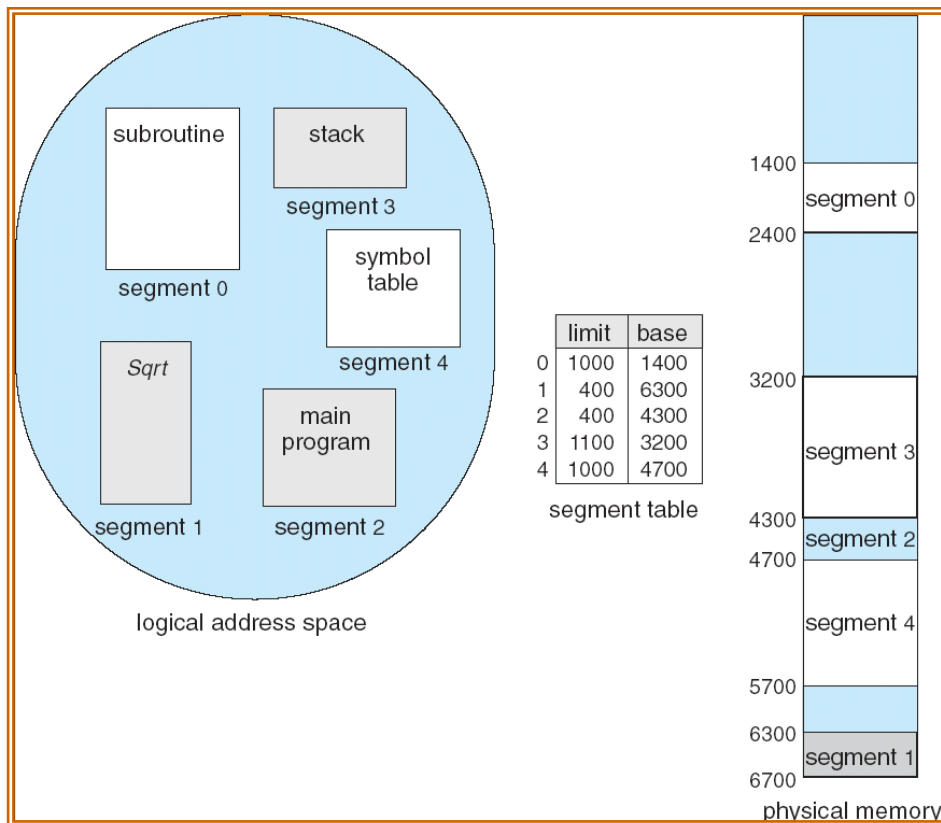 subroutine
segment 0
stack
segment 3
symbol
table
segment 4
Sqrt
segment 1
main
program
segment 2
logical address space
limit base
0 1000 1400
1 400 6300
2 400 4300
3 1100 3200
4 1000 4700
segment table
1400
segment 0
2400
3200
segment 3
4300
segment 2
4700
segment 4
5700
6300
segment 1
6700
physical memory